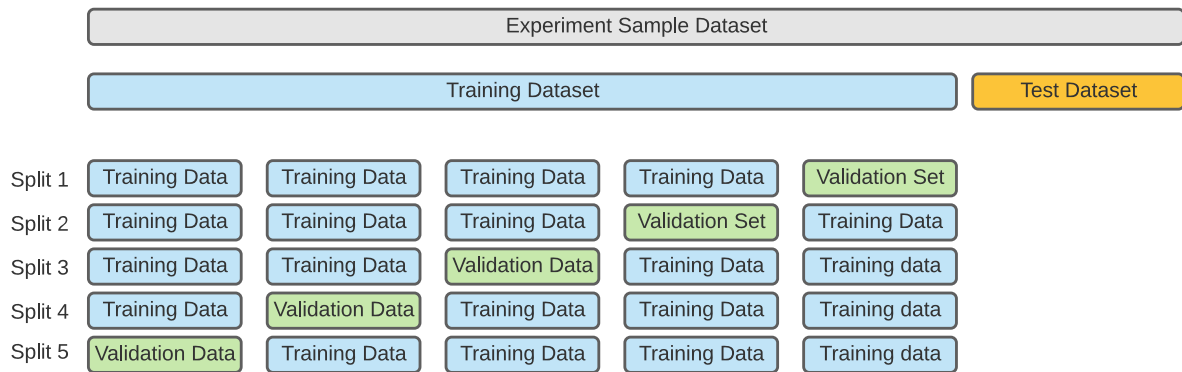 Experiment Sample Dataset
Training Dataset Test Dataset
Split 1 Training Data Training Data Training Data Training Data Validation Set
Split 2 Training Data Training Data Training Data Validation Set Training Data
Split 3 Training Data Training Data Validation Data Training Data Training data
Split 4 Training Data Validation Data Training Data Training Data Training data
Split 5 Validation Data Training Data Training Data Training Data Training data